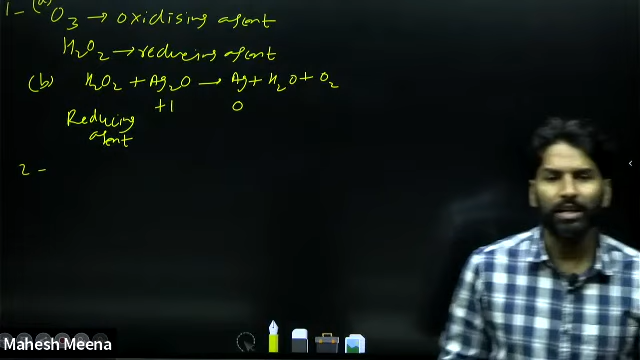 1- (a) O3 → oxidising agent
H2O2 → reducing agent
(b) H2O2 + Ag2O → Ag + H2O + O2
+1 0
Reducing
agent
2 -
Mahesh Meena